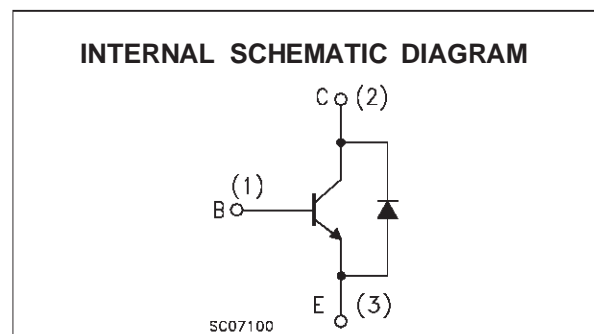 INTERNAL SCHEMATIC DIAGRAM
C (2)
(1)
B
E (3)
SC07100